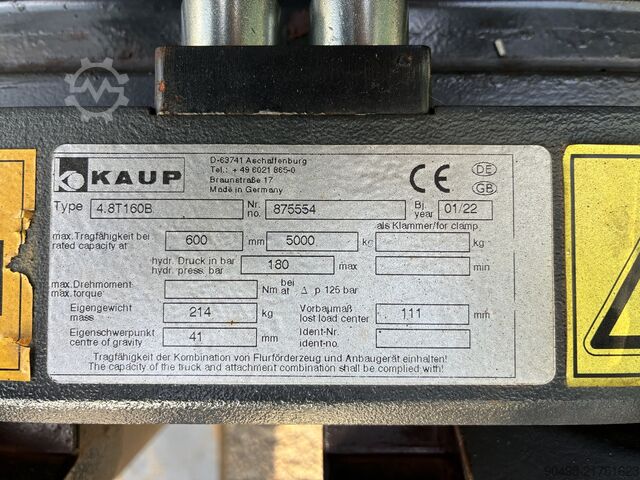 KAUP
D-63741 Aschaffenburg
Tel.: + 49 6021 865-0
Braunstraße 17
Made in Germany
CE
DE
GB
Type 4.8T160B Nr. no. 875554 Bj. year 01/22
als Klammer/for clamp
max.Tragfähigkeit bei rated capacity at 600 mm 5000 kg kg
hydr. Druck in bar hydr. press. bar 180 max min
max.Drehmoment max.torque Nm bei at Δ p 125 bar
Eigengewicht mass 214 kg Vorbaumaß lost load center 111 mm
Eigenschwerpunkt centre of gravity 41 mm Ident-Nr. ident-no.
Tragfähigkeit der Kombination von Flurförderzeug und Anbaugerät einhalten!
The capacity of the truck and attachment combination shall be complied with!